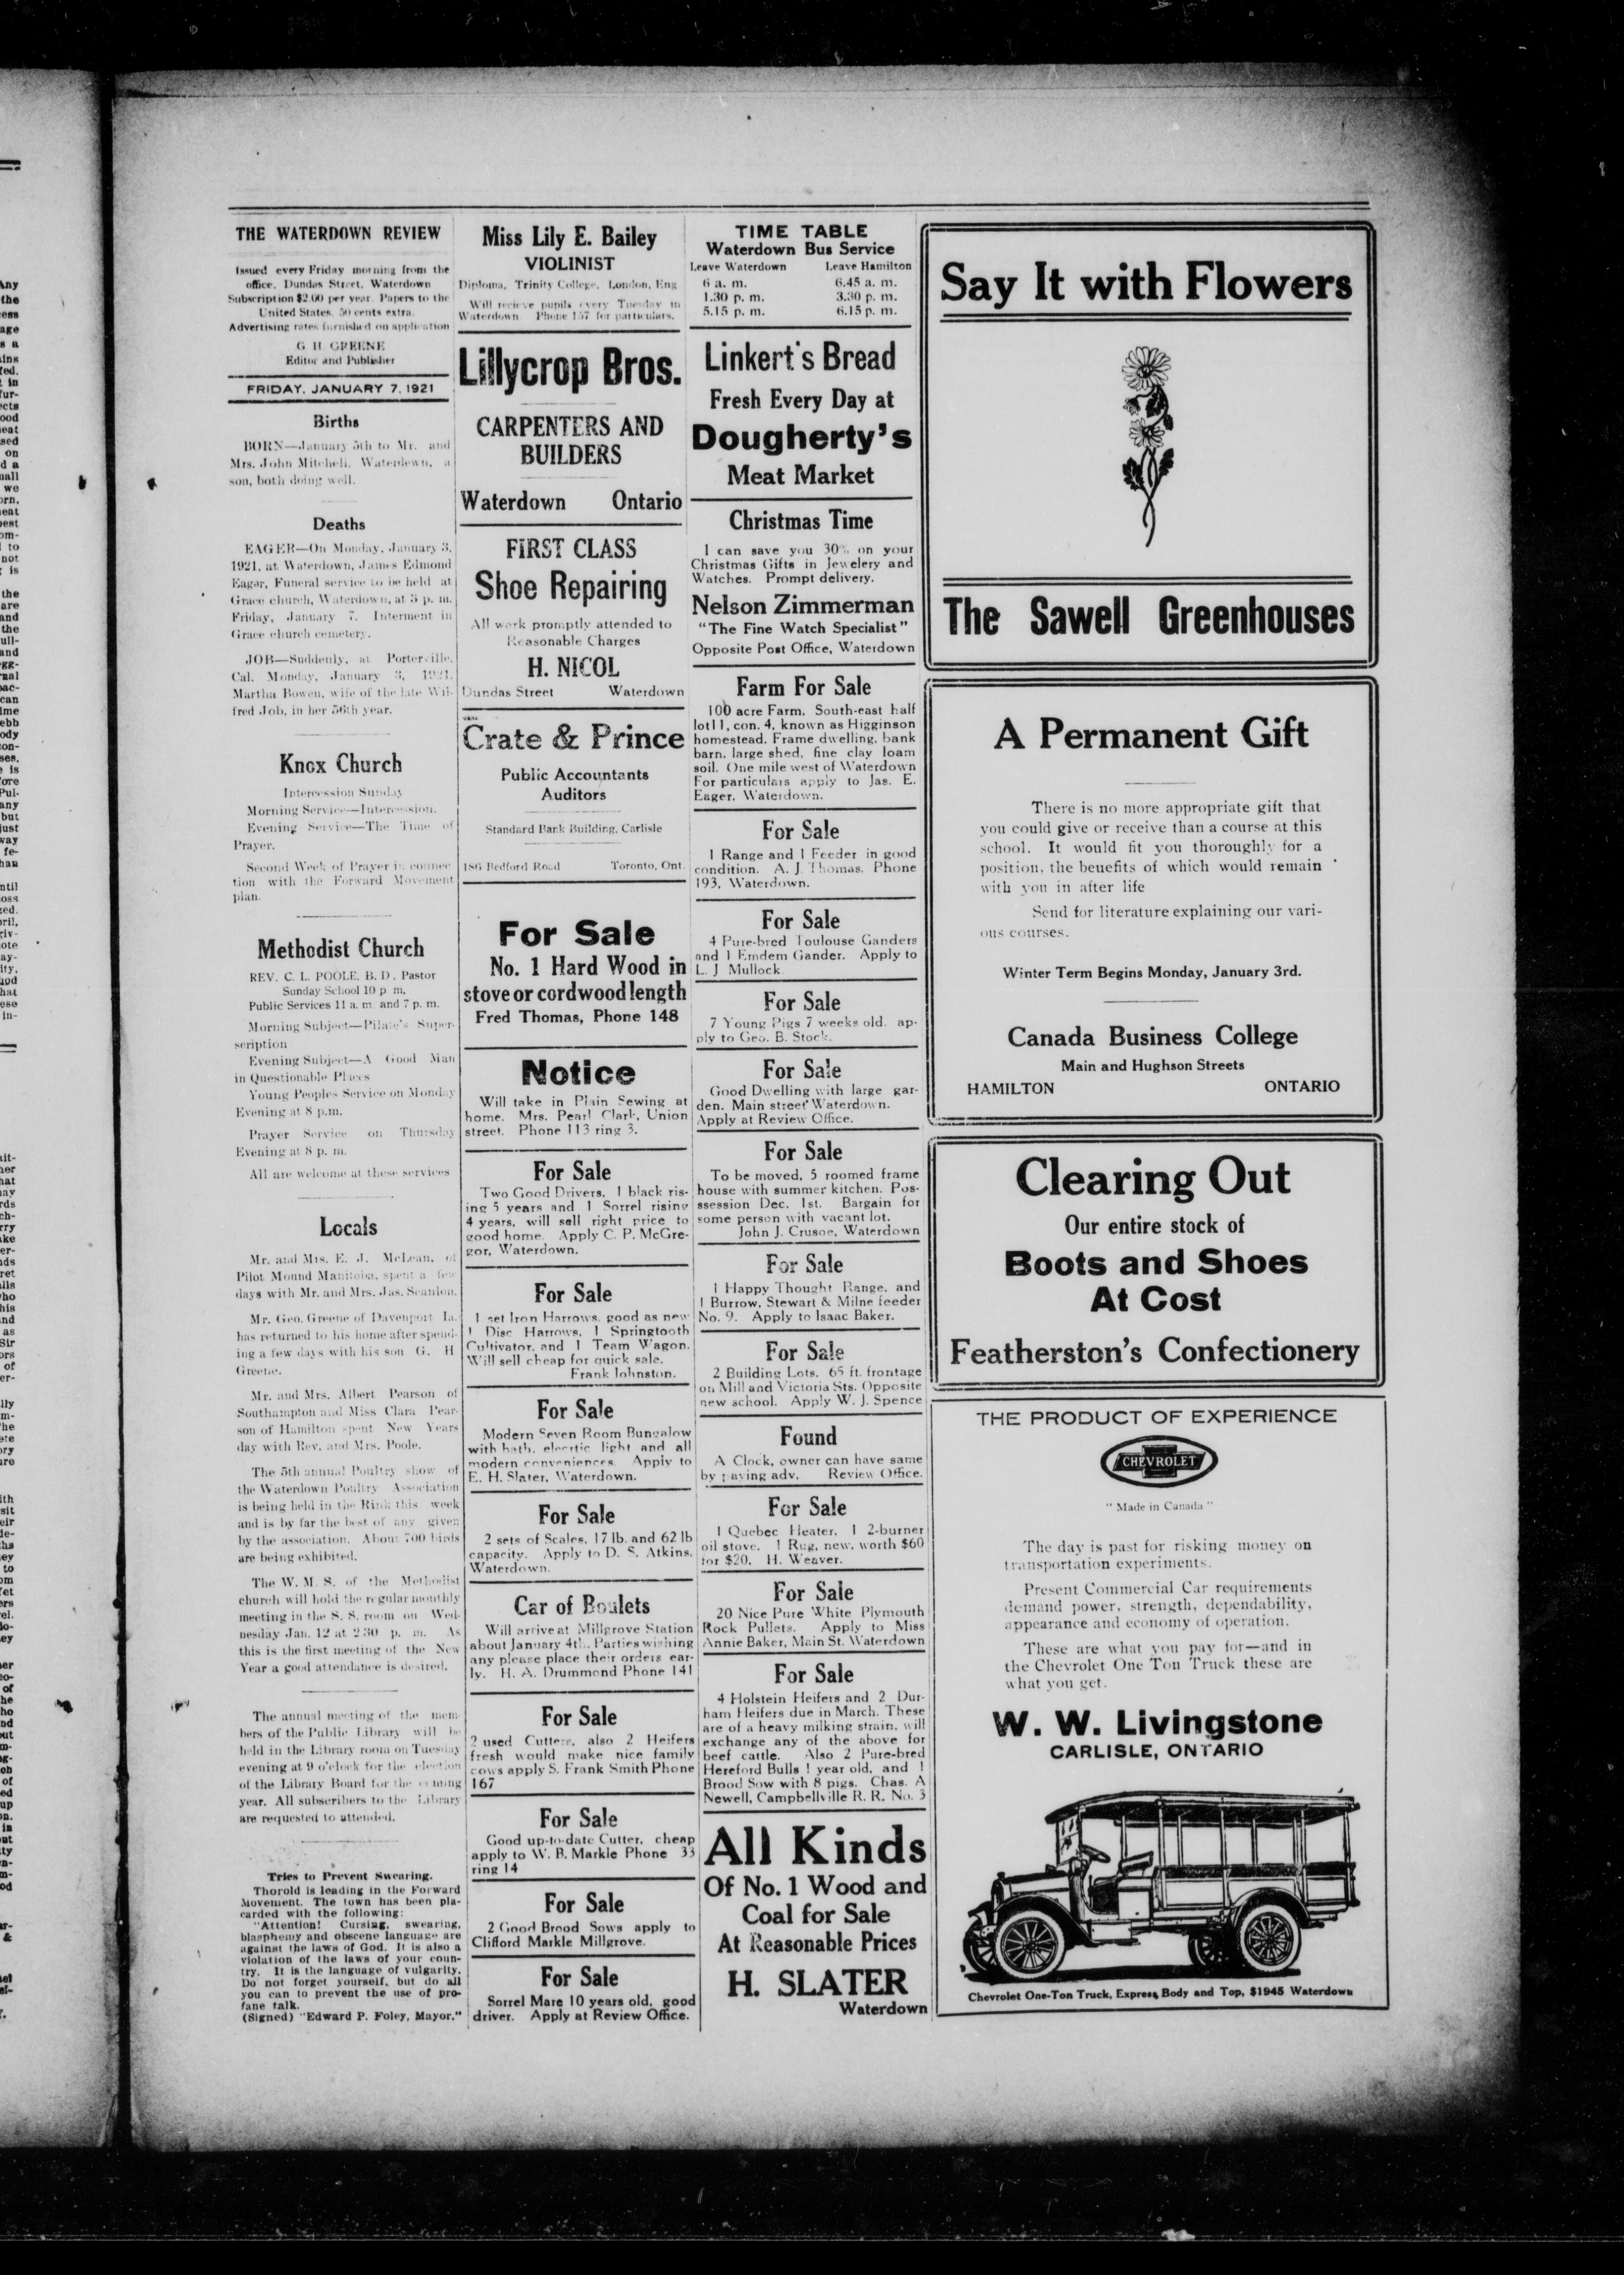 THE WATERDOWN REVIEW
Issued every Friday morning from the
office, Dundas Street, Waterdown
Subscription $2.00 per year. Papers to the
United States, 50 cents extra.
Advertising rates furnished on application
G. H. GREENE
Editor and Publisher
FRIDAY, JANUARY 7, 1921
Births
BORN—January 5th to Mr. and
Mrs. John Mitchell, Waterdown, a
son, both doing well.
Deaths
EAGER—On Monday, January 3,
1921, at Waterdown, James Edmond
Eager, Funeral service to be held at
Grace church, Waterdown, at 3 p. m.
Friday, January 7. Interment in
Grace church cemetery.
JOB—Suddenly, at Porterville,
Cal. Monday, January 3, 1921,
Martha Bowen, wife of the late Wil-
fred Job, in her 56th year.
Knox Church
Intercession Sunday
Morning Service—Intercession.
Evening Service—The Time of
Prayer.
Second Week of Prayer in connec
tion with the Forward Movement
plan.
Methodist Church
REV. C. L. POOLE, B. D. Pastor
Sunday School 10 p m.
Public Services 11 a. m. and 7 p. m.
Morning Subject—Pilate's Super-
scription
Evening Subject—A Good Man
in Questionable Places
Young Peoples Service on Monday
Evening at 8 p.m.
Prayer Service on Thursday
Evening at 8 p. m.
All are welcome at these services
Locals
Mr. and Mrs. E. J. McLean, of
Pilot Mound Manitoba, spent a few
days with Mr. and Mrs. Jas. Scanlon.
Mr. Geo. Greene of Davenport Ia.
has returned to his home after spend-
ing a few days with his son G. H
Greene.
Mr. and Mrs. Albert Pearson of
Southampton and Miss Clara Pear-
son of Hamilton spent New Years
day with Rev. and Mrs. Poole.
The 5th annual Poultry show of
the Waterdown Poultry Association
is being held in the Rink this week
and is by far the best of any given
by the association. About 700 birds
are being exhibited.
The W. M. S. of the Methodist
church will hold the regular monthly
meeting in the S. S. room on Wed-
nesday Jan. 12 at 2.30 p. m. As
this is the first meeting of the New
Year a good attendance is desired.
The annual meeting of the mem-
bers of the Public Library will be
held in the Library room on Tuesday
evening at 9 o'clock for the election
of the Library Board for the coming
year. All subscribers to the Library
are requested to attended.
Tries to Prevent Swearing.
Thorold is leading in the Forward
Movement. The town has been pla-
carded with the following:
"Attention! Cursing, swearing,
blasphemy and obscene language are
against the laws of God. It is also a
violation of the laws of your coun-
try. It is the language of vulgarity.
Do not forget yourself, but do all
you can to prevent the use of pro-
fane talk.
(Signed) "Edward P. Foley, Mayor."
Miss Lily E. Bailey
VIOLINIST
Diploma, Trinity College, London, Eng
Will recieve pupils every Tuesday in
Waterdown Phone 157 for particulars.
Lillycrop Bros.
CARPENTERS AND
BUILDERS
Waterdown Ontario
FIRST CLASS
Shoe Repairing
All work promptly attended to
Reasonable Charges
H. NICOL
Dundas Street Waterdown
Crate & Prince
Public Accountants
Auditors
Standard Bank Building, Carlisle
186 Bedford Road Toronto, Ont.
For Sale
No. 1 Hard Wood in
stove or cordwood length
Fred Thomas, Phone 148
Notice
Will take in Plain Sewing at
home. Mrs. Pearl Clark, Union
street. Phone 113 ring 3.
For Sale
Two Good Drivers, 1 black ris-
ing 5 years and 1 Sorrel rising
4 years, will sell right price to
good home. Apply C. P. McGre-
gor, Waterdown.
For Sale
1 set Iron Harrows, good as new
1 Disc Harrows, 1 Springtooth
Cultivator, and 1 Team Wagon.
Will sell cheap for quick sale.
Frank Johnston.
For Sale
Modern Seven Room Bungalow
with bath, elecrtic light and all
modern conveniences. Apply to
E. H. Slater, Waterdown.
For Sale
2 sets of Scales, 17 lb. and 62 lb
capacity. Apply to D. S. Atkins,
Waterdown.
Car of Boulets
Will arrive at Millgrove Station
about January 4th. Parties wishing
any please place their orders ear-
ly. H. A. Drummond Phone 141
For Sale
2 used Cutters, also 2 Heifers
fresh would make nice family
cows apply S. Frank Smith Phone
167
For Sale
Good up-to-date Cutter, cheap
apply to W. B. Markle Phone 33
ring 14
For Sale
2 Good Brood Sows apply to
Clifford Markle Millgrove.
For Sale
Sorrel Mare 10 years old, good
driver. Apply at Review Office.
TIME TABLE
Waterdown Bus Service
Leave Waterdown Leave Hamilton
6 a. m. 6.45 a. m.
1.30 p. m. 3.30 p. m.
5.15 p. m. 6.15 p. m.
Linkert's Bread
Fresh Every Day at
Dougherty's
Meat Market
Christmas Time
I can save you 30% on your
Christmas Gifts in Jewelery and
Watches. Prompt delivery.
Nelson Zimmerman
"The Fine Watch Specialist"
Opposite Post Office, Waterdown
Farm For Sale
100 acre Farm, South-east half
lot 11, con. 4, known as Higginson
homestead. Frame dwelling, bank
barn, large shed, fine clay loam
soil. One mile west of Waterdown
For particulars apply to Jas. E.
Eager, Waterdown.
For Sale
1 Range and 1 Feeder in good
condition. A. J. Thomas. Phone
193, Waterdown.
For Sale
4 Pure-bred Toulouse Ganders
and 1 Emdem Gander. Apply to
L. J Mullock.
For Sale
7 Young Pigs 7 weeks old. ap-
ply to Geo. B. Stock.
For Sale
Good Dwelling with large gar-
den. Main street Waterdown.
Apply at Review Office.
For Sale
To be moved, 5 roomed frame
house with summer kitchen. Pos-
session Dec. 1st. Bargain for
some person with vacant lot.
John J. Crusoe, Waterdown
For Sale
1 Happy Thought Range, and
1 Burrow, Stewart & Milne feeder
No. 9. Apply to Isaac Baker.
For Sale
2 Building Lots. 65 ft. frontage
on Mill and Victoria Sts. Opposite
new school. Apply W. J. Spence
Found
A Clock, owner can have same
by paying adv. Review Office.
For Sale
1 Quebec Heater, 1 2-burner
oil stove. 1 Rug, new, worth $60
for $20. H. Weaver.
For Sale
20 Nice Pure White Plymouth
Rock Pullets. Apply to Miss
Annie Baker, Main St. Waterdown
For Sale
4 Holstein Heifers and 2 Dur-
ham Heifers due in March. These
are of a heavy milking strain, will
exchange any of the above for
beef cattle. Also 2 Pure-bred
Hereford Bulls 1 year old, and 1
Brood Sow with 8 pigs. Chas. A
Newell, Campbellville R. R. No. 3
All Kinds
Of No. 1 Wood and
Coal for Sale
At Reasonable Prices
H. SLATER
Waterdown
Say It with Flowers
The Sawell Greenhouses
A Permanent Gift
There is no more appropriate gift that
you could give or receive than a course at this
school. It would fit you thoroughly for a
position, the benefits of which would remain
with you in after life
Send for literature explaining our vari-
ous courses.
Winter Term Begins Monday, January 3rd.
Canada Business College
Main and Hughson Streets
HAMILTON ONTARIO
Clearing Out
Our entire stock of
Boots and Shoes
At Cost
Featherston's Confectionery
THE PRODUCT OF EXPERIENCE
CHEVROLET
"Made in Canada"
The day is past for risking money on
transportation experiments.
Present Commercial Car requirements
demand power, strength, dependability,
appearance and economy of operation.
These are what you pay for—and in
the Chevrolet One Ton Truck these are
what you get.
W. W. Livingstone
CARLISLE, ONTARIO
Chevrolet One-Ton Truck, Express Body and Top, $1945 Waterdown